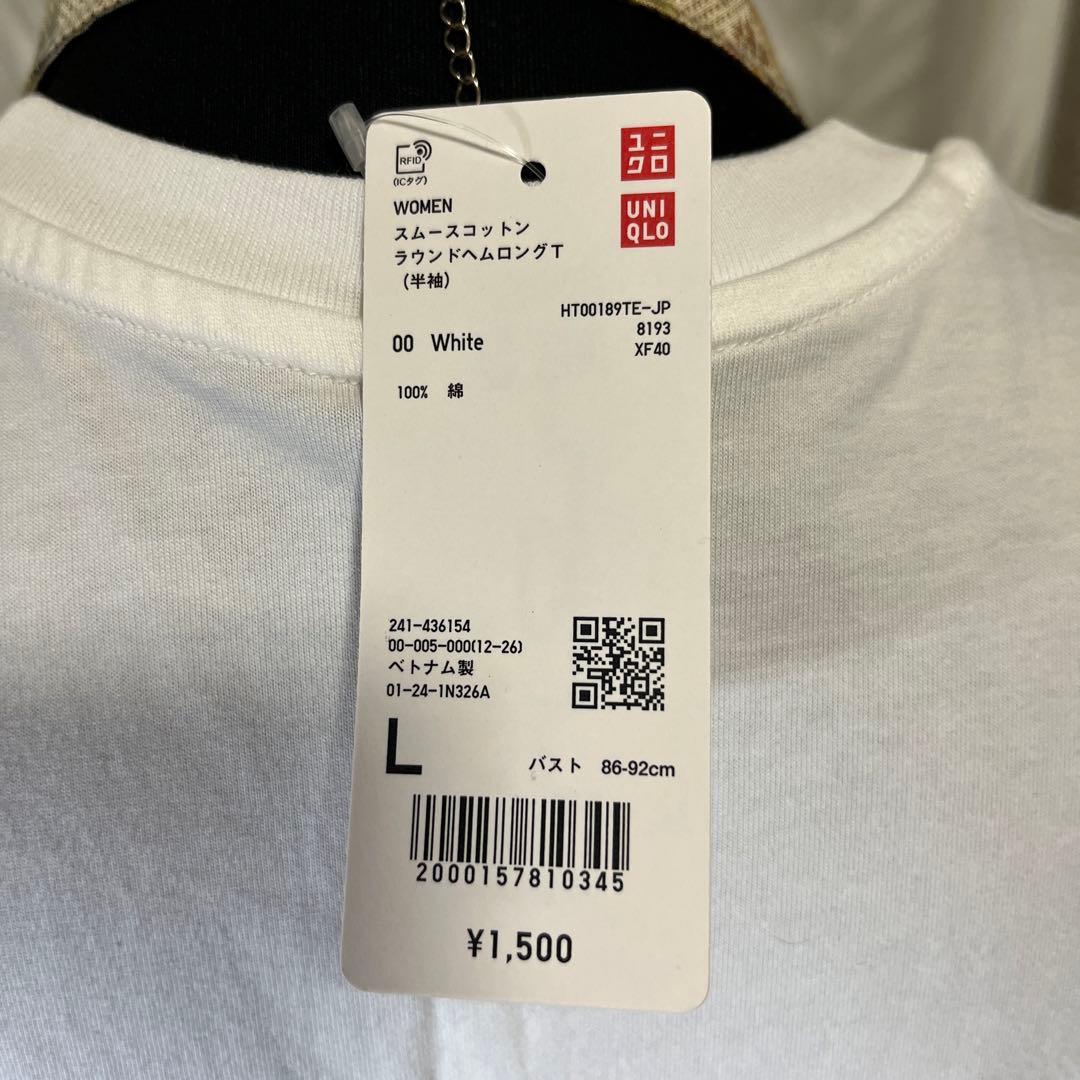 RFID
(ICタグ)
ユニ
クロ
UNI
QLO
WOMEN
スムースコットン
ラウンドヘムロングT
(半袖)
HT00189TE-JP
8193
XF40
00 White
100% 綿
241-436154
00-005-000(12-26)
ベトナム製
01-24-1N326A
L
バスト 86-92cm
2000157810345
¥1,500